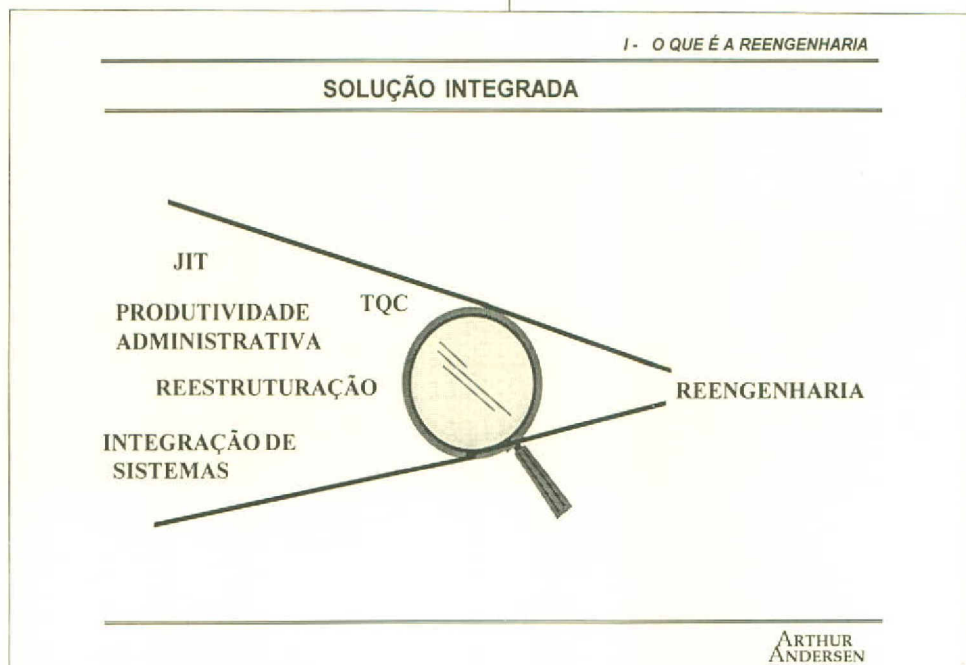 I - O QUE É A REENGENHARIA
SOLUÇÃO INTEGRADA
JIT
TQC
PRODUTIVIDADE
ADMINISTRATIVA
REESTRUTURAÇÃO
REENGENHARIA
INTEGRAÇÃO DE
SISTEMAS
ARTHUR
ANDERSEN